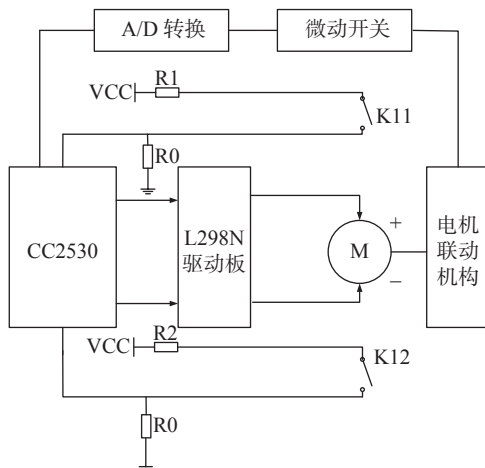 A/D 转换
微动开关
VCC
R1
K11
R0
CC2530
L298N
驱动板
M
+
−
电机
联动
机构
VCC
R2
K12
R0